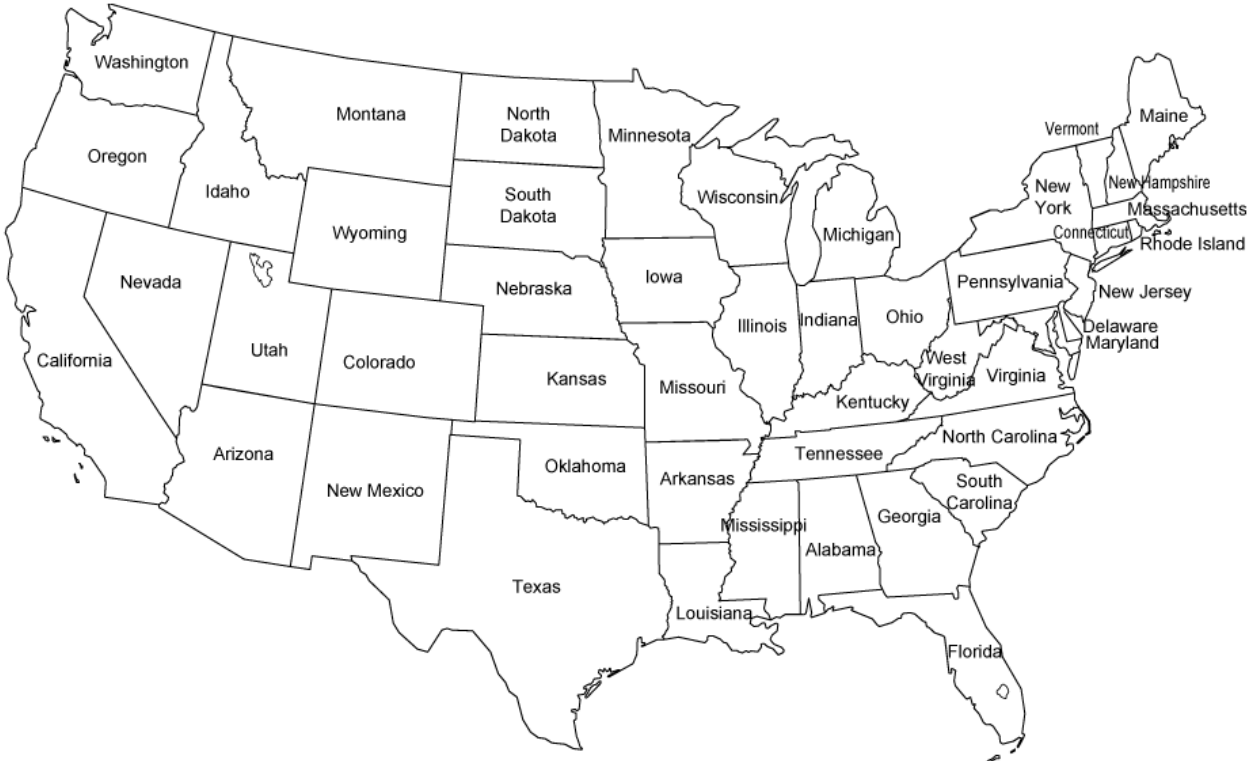 Washington
Montana
North
Dakota
Minnesota
Maine
Vermont
Oregon
Idaho
South
Dakota
Wisconsin
New
York
New Hampshire
Massachusetts
Wyoming
Michigan
Connecticut
Rhode Island
Nevada
Nebraska
Iowa
Pennsylvania
New Jersey
Illinois
Indiana
Ohio
Delaware
Maryland
California
Utah
Colorado
Kansas
Missouri
West
Virginia
Virginia
Kentucky
Arizona
New Mexico
Oklahoma
Arkansas
Tennessee
North Carolina
South
Carolina
Georgia
Mississippi
Alabama
Texas
Louisiana
Florida